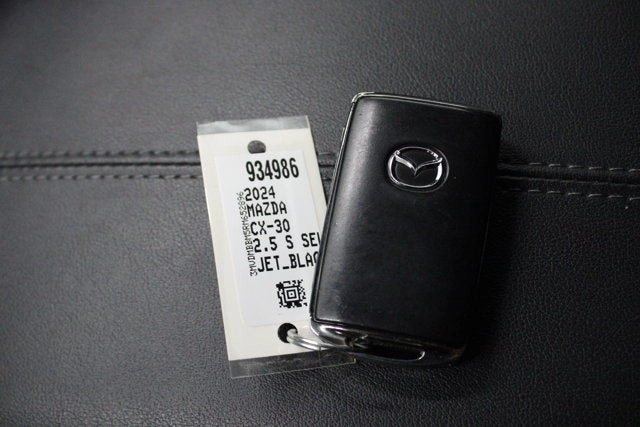 934986
2024
MAZDA
CX-30
2.5 S SE
JET_BLA